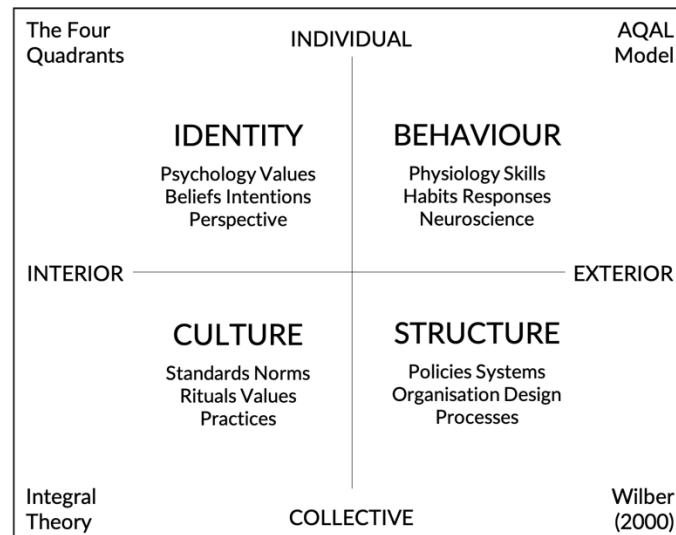 The Four
Quadrants
INDIVIDUAL
AQAL
Model
IDENTITY
Psychology Values
Beliefs Intentions
Perspective
BEHAVIOUR
Physiology Skills
Habits Responses
Neuroscience
INTERIOR
EXTERIOR
CULTURE
Standards Norms
Rituals Values
Practices
STRUCTURE
Policies Systems
Organisation Design
Processes
Integral
Theory
COLLECTIVE
Wilber
(2000)